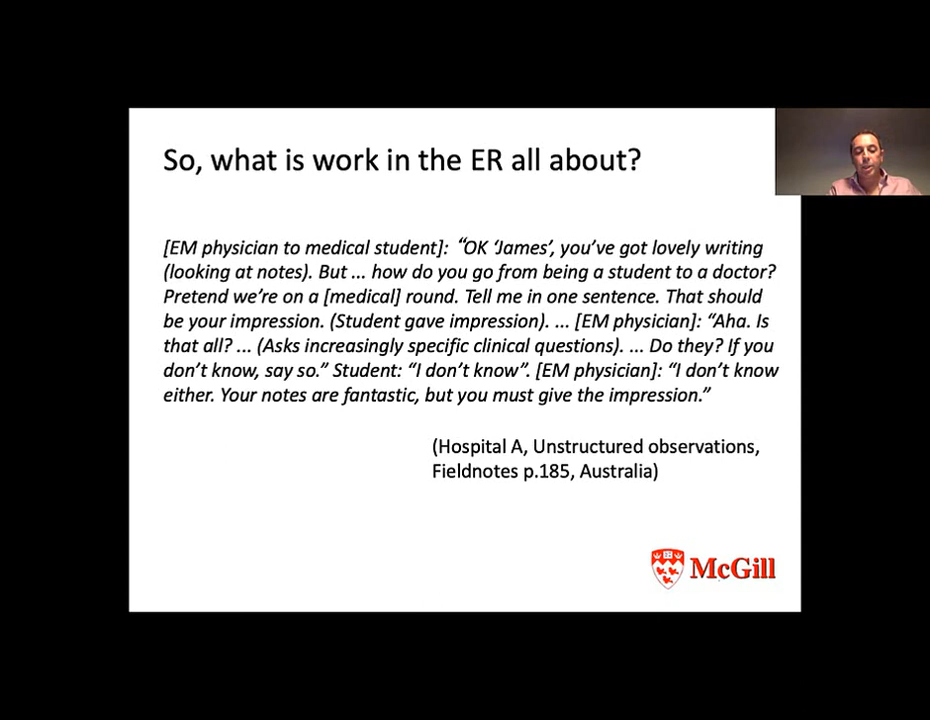 So, what is work in the ER all about?
[EM physician to medical student]: “OK ‘James’, you’ve got lovely writing
(looking at notes). But ... how do you go from being a student to a doctor?
Pretend we’re on a [medical] round. Tell me in one sentence. That should
be your impression. (Student gave impression). ... [EM physician]: “Aha. Is
that all? ... (Asks increasingly specific clinical questions). ... Do they? If you
don’t know, say so.” Student: “I don’t know”. [EM physician]: “I don’t know
either. Your notes are fantastic, but you must give the impression.”
(Hospital A, Unstructured observations,
Fieldnotes p.185, Australia)
McGill